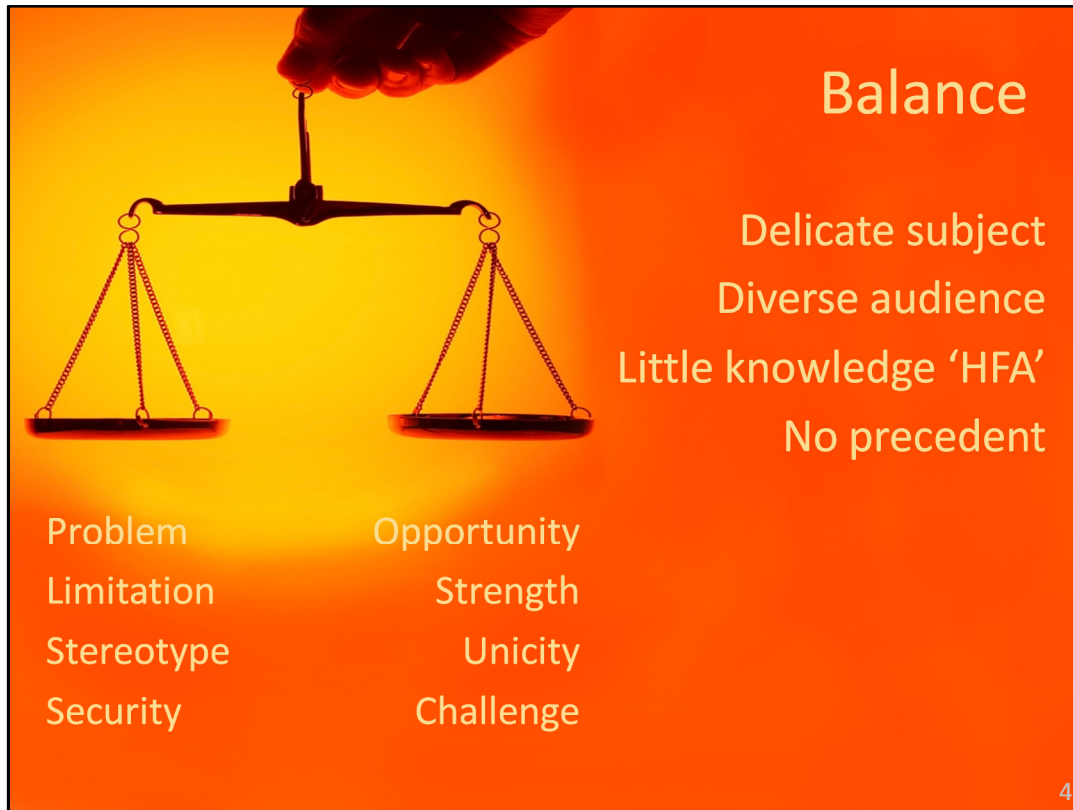 Balance
Delicate subject
Diverse audience
Little knowledge ‘HFA’
No precedent
Problem Opportunity
Limitation Strength
Stereotype Unicity
Security Challenge
4